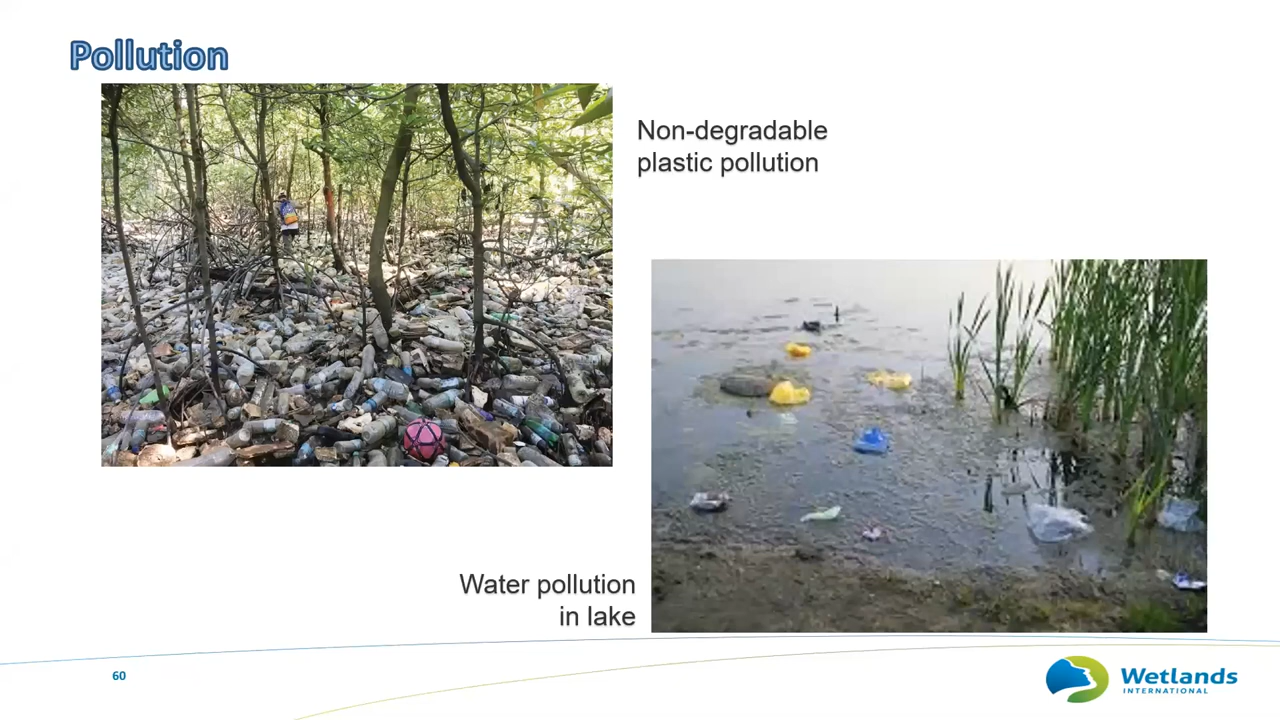 Pollution
Non-degradable
plastic pollution
Water pollution
in lake
60
Wetlands
INTERNATIONAL